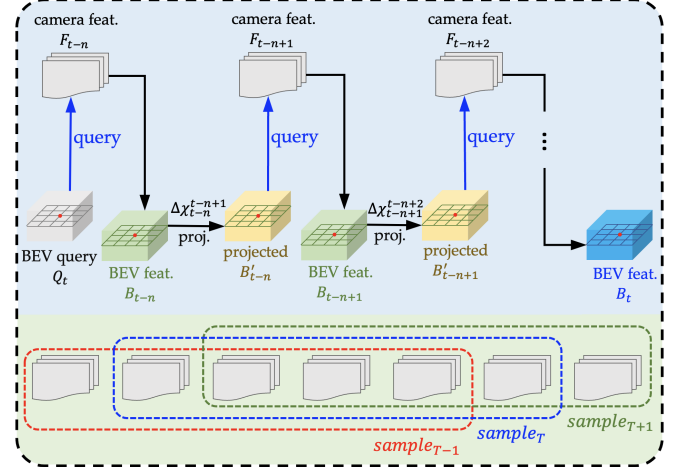 camera feat.
F_{t-n}
camera feat.
F_{t-n+1}
camera feat.
F_{t-n+2}
query
query
query
Δχ_{t-n}^{t-n+1}
proj.
Δχ_{t-n+1}^{t-n+2}
proj.
BEV query
Q_t
BEV feat.
B_{t-n}
projected
B'_{t-n}
BEV feat.
B_{t-n+1}
projected
B'_{t-n+1}
BEV feat.
B_t
sample_{T-1}
sample_T
sample_{T+1}